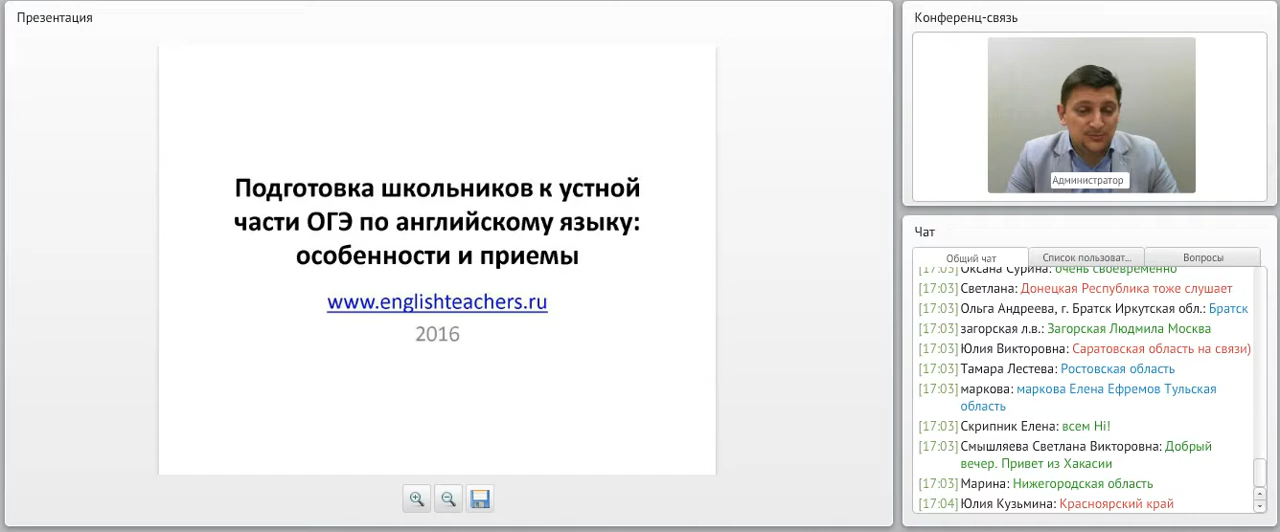 Презентация
Подготовка школьников к устной
части ОГЭ по английскому языку:
особенности и приемы
www.englishteachers.ru
2016
Конференц-связь
Администратор
Чат
Общий чат
Список пользоват...
Вопросы
[17:03] Оксана Сурина: очень своевременно
[17:03] Светлана: Донецкая Республика тоже слушает
[17:03] Ольга Андреева, г. Братск Иркутская обл.: Братск
[17:03] загорская л.в.: Загорская Людмила Москва
[17:03] Юлия Викторовна: Саратовская область на связи)
[17:03] Тамара Лестева: Ростовская область
[17:03] маркова: маркова Елена Ефремов Тульская
область
[17:03] Скрипник Елена: всем Hi!
[17:03] Смышляева Светлана Викторовна: Добрый
вечер. Привет из Хакасии
[17:03] Марина: Нижегородская область
[17:04] Юлия Кузьмина: Красноярский край